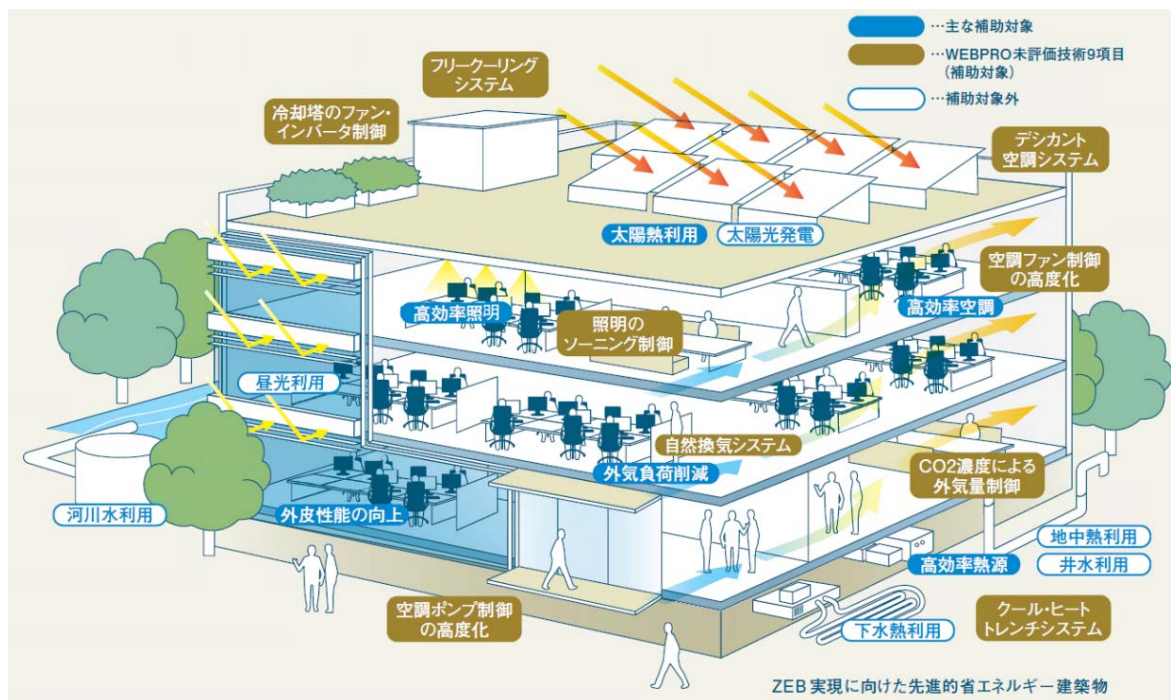 …主な補助対象
…WEBPRO未評価技術9項目
(補助対象)
…補助対象外
フリークーリング
システム
冷却塔のファン・
インバータ制御
デシカント
空調システム
太陽熱利用
太陽光発電
空調ファン制御
の高度化
高効率照明
高効率空調
照明の
ゾーニング制御
昼光利用
自然換気システム
外気負荷削減
CO2濃度による
外気量制御
河川水利用
外皮性能の向上
地中熱利用
高効率熱源
井水利用
空調ポンプ制御
の高度化
下水熱利用
クール・ヒート
トレンチシステム
ZEB実現に向けた先進的省エネルギー建築物